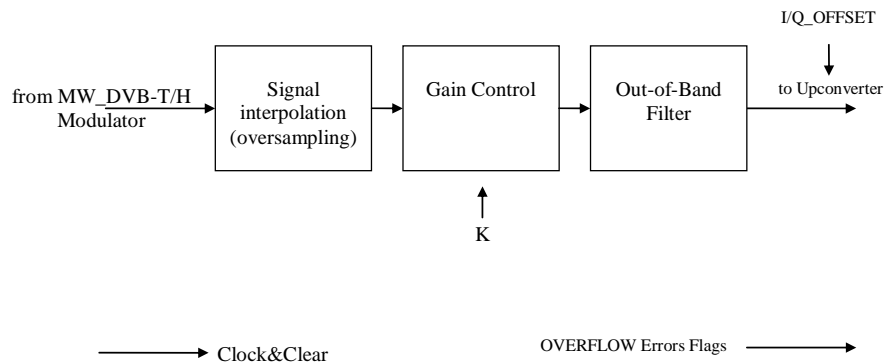 I/Q_OFFSET
from MW_DVB-T/H
Modulator
Signal
interpolation
(oversampling)
Gain Control
Out-of-Band
Filter
to Upconverter
K
Clock&Clear
OVERFLOW Errors Flags